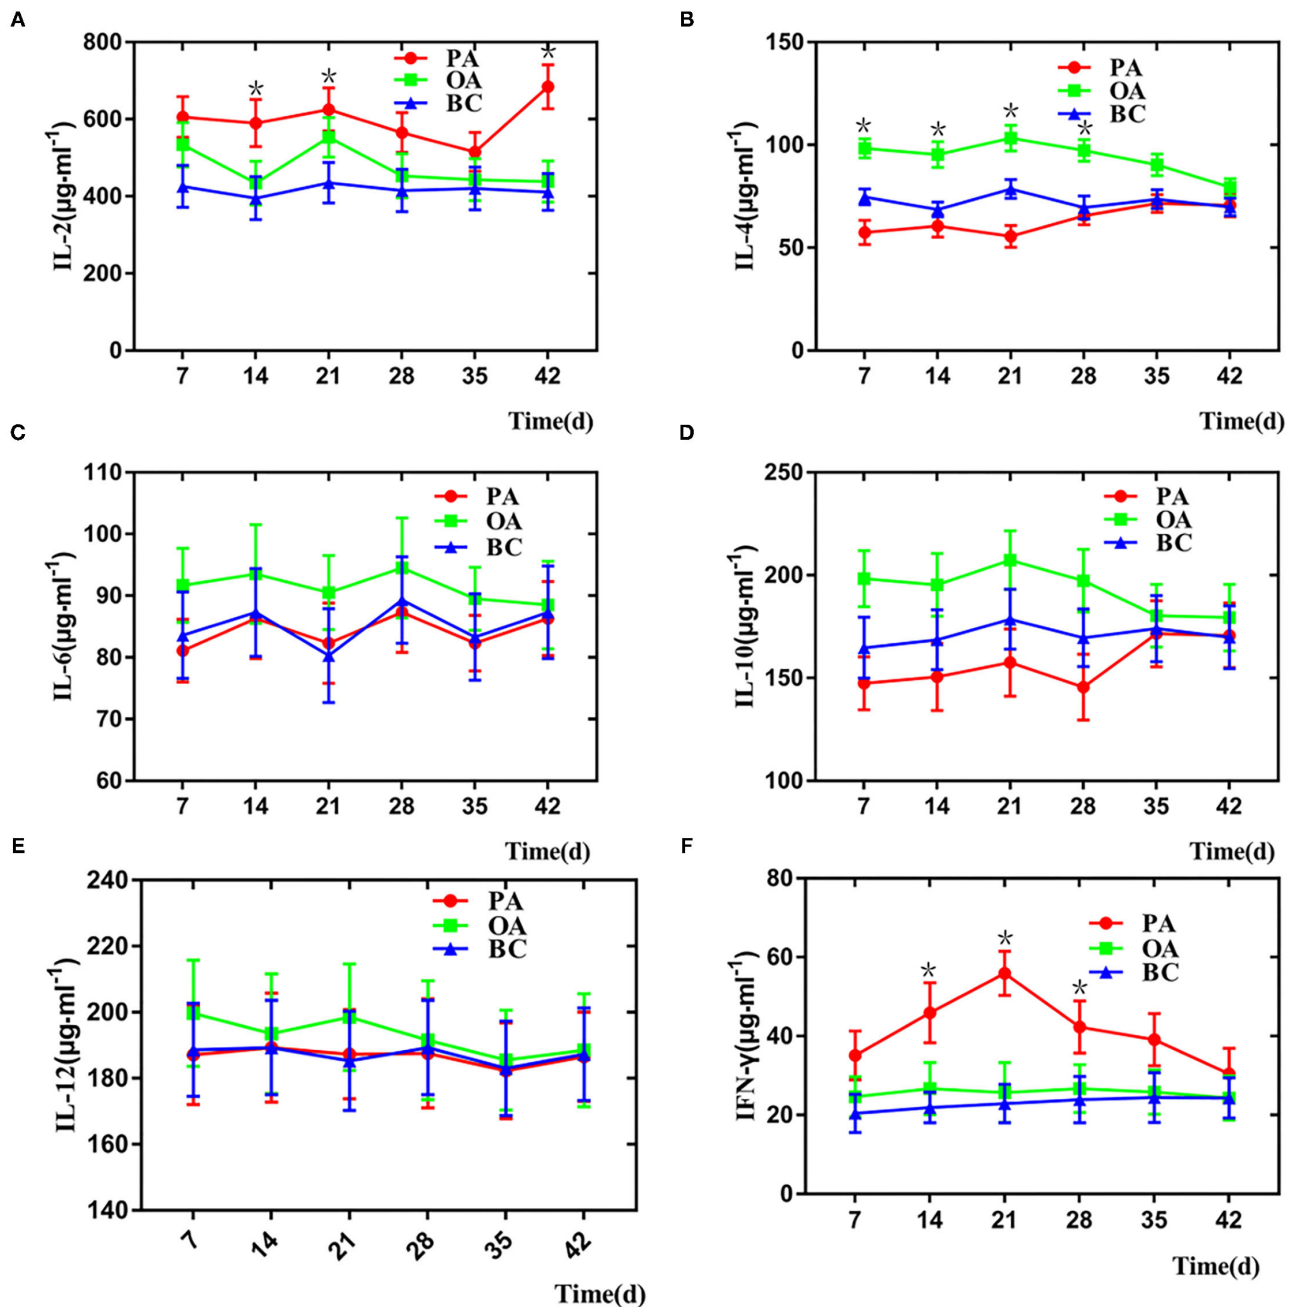 A
IL-2(μg·ml-1)
800
600
400
200
0
PA
OA
BC
*
*
*
7 14 21 28 35 42
Time(d)
B
IL-4(μg·ml-1)
150
100
50
0
PA
OA
BC
*
*
*
*
7 14 21 28 35 42
Time(d)
C
IL-6(μg·ml-1)
110
100
90
80
70
60
PA
OA
BC
7 14 21 28 35 42
Time(d)
D
IL-10(μg·ml-1)
250
200
150
100
PA
OA
BC
7 14 21 28 35 42
Time(d)
E
IL-12(μg·ml-1)
240
220
200
180
160
140
PA
OA
BC
7 14 21 28 35 42
Time(d)
F
IFN-γ(μg·ml-1)
80
60
40
20
0
PA
OA
BC
*
*
*
7 14 21 28 35 42
Time(d)